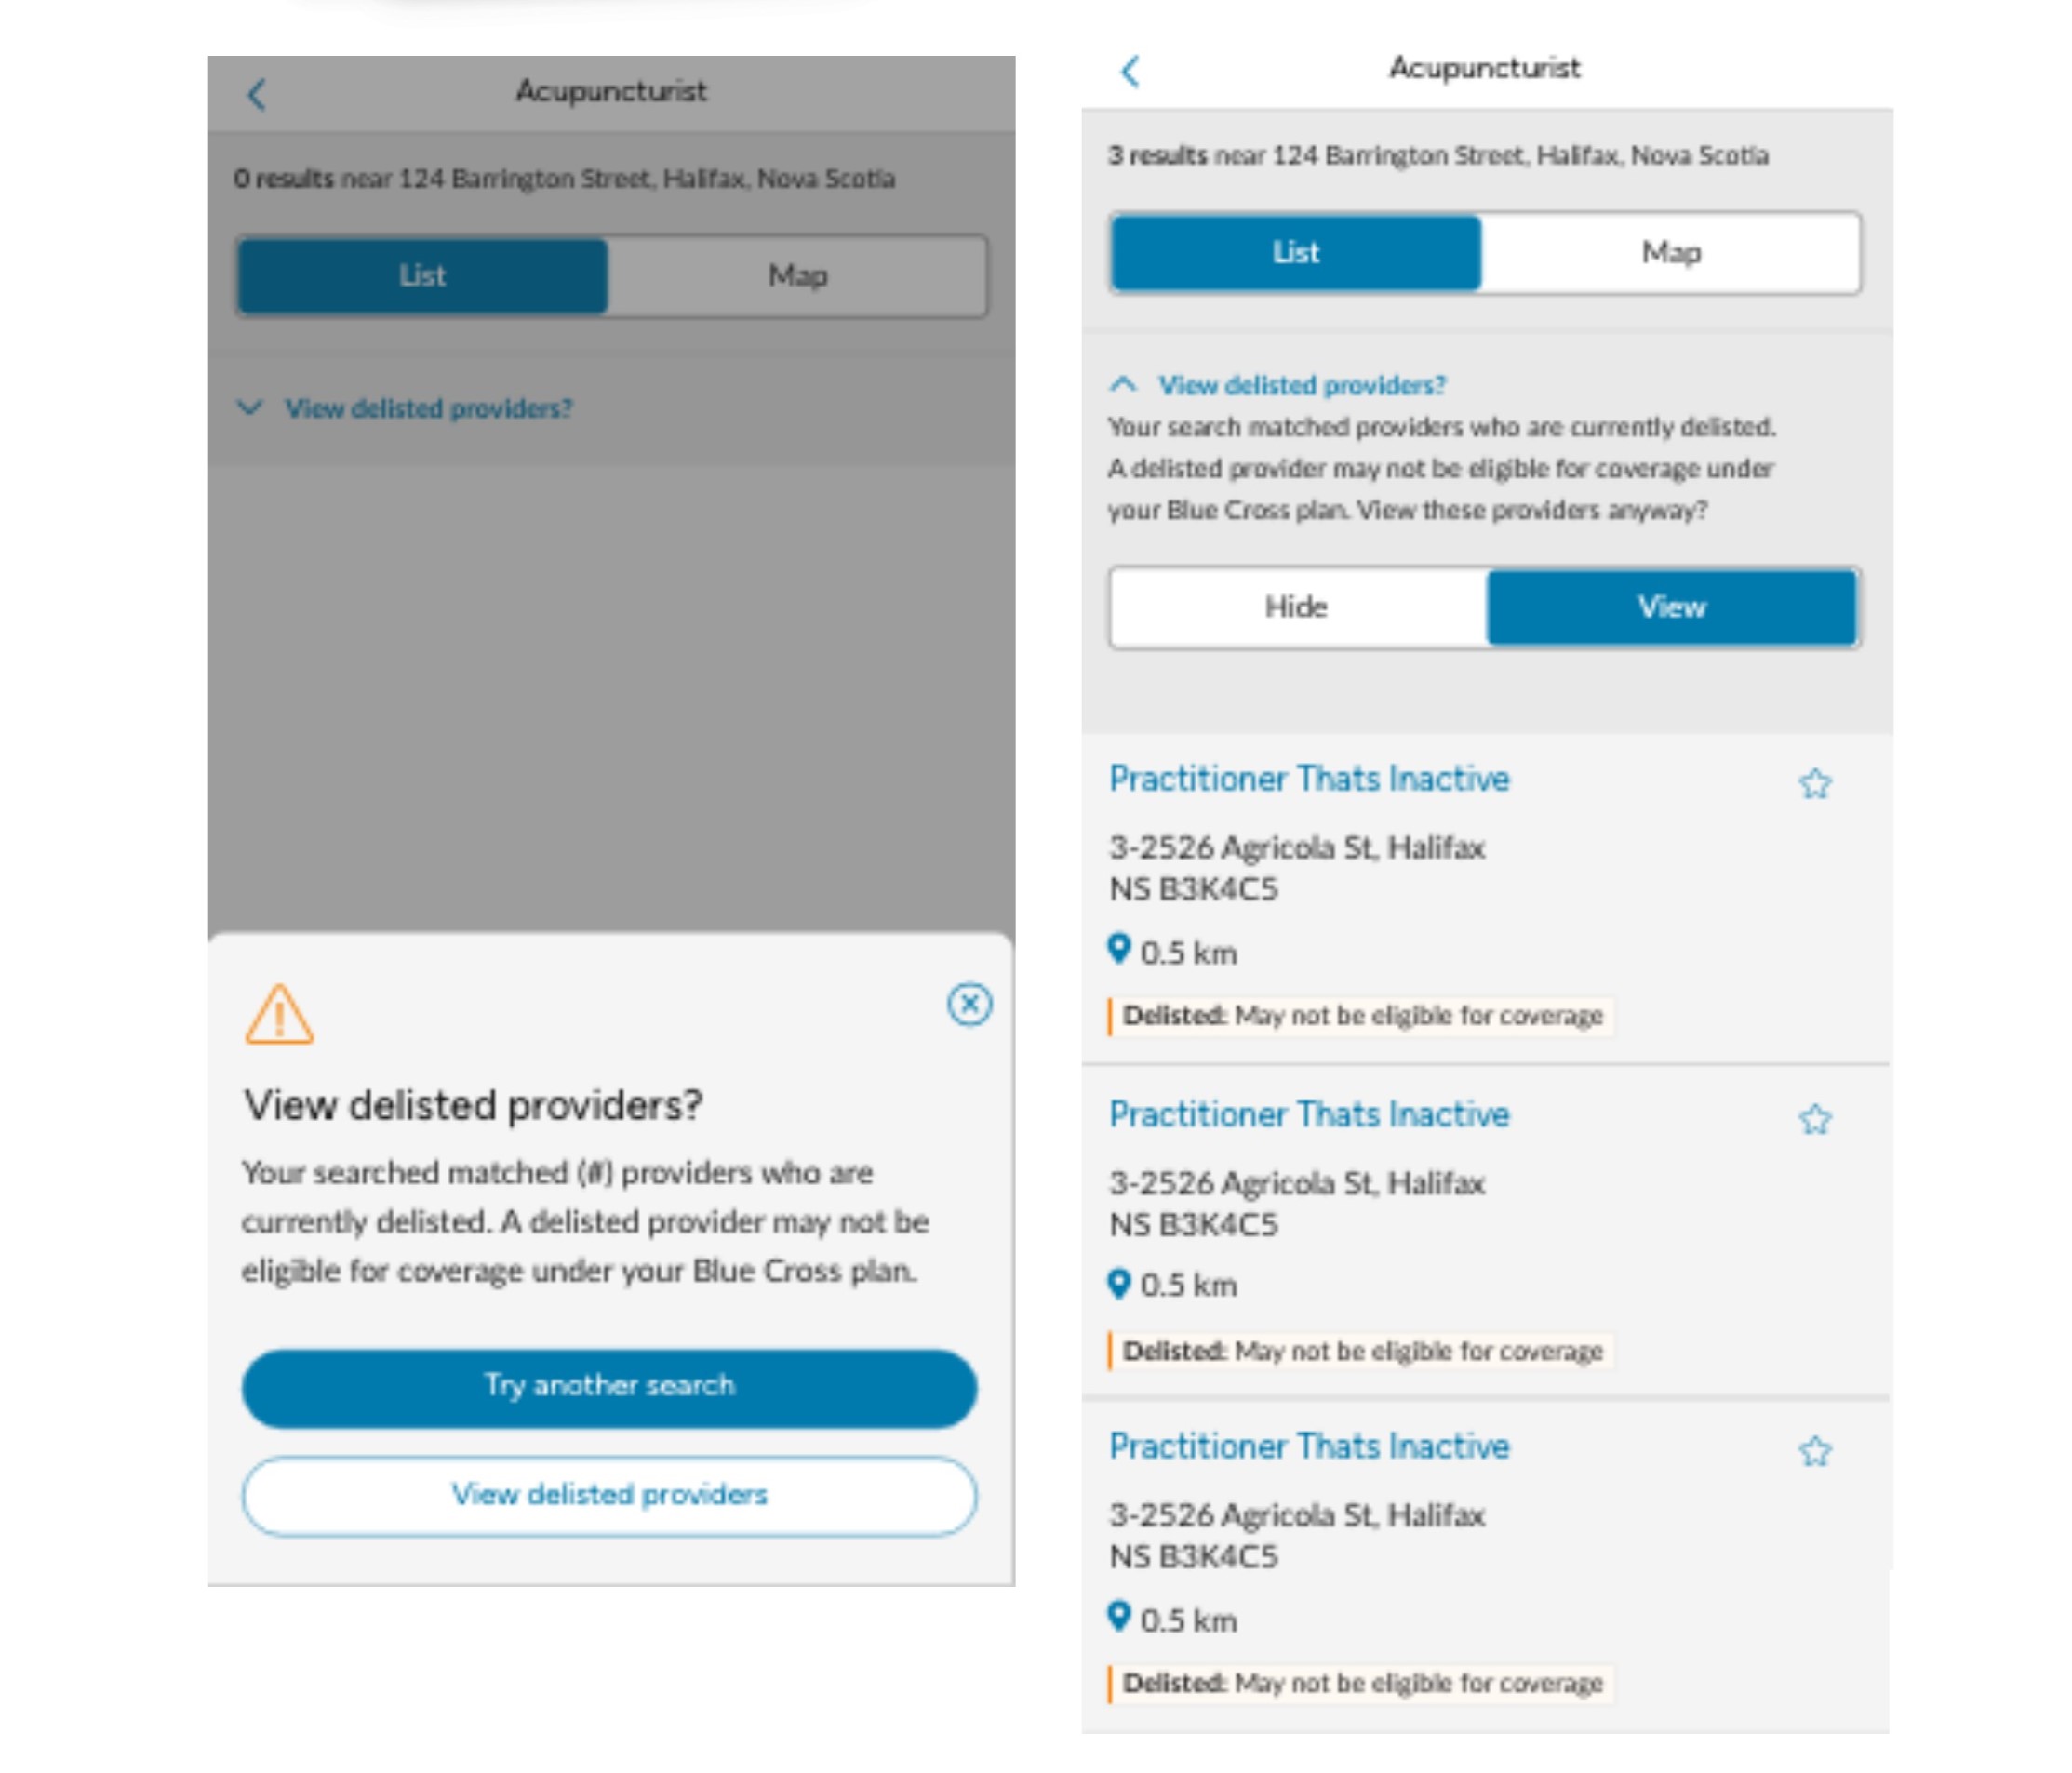 Acupuncturist
0 results near 124 Barrington Street, Halifax, Nova Scotia
List
Map
View delisted providers?
View delisted providers?
Your searched matched (#) providers who are
currently delisted. A delisted provider may not be
eligible for coverage under your Blue Cross plan.
Try another search
View delisted providers
Acupuncturist
3 results near 124 Barrington Street, Halifax, Nova Scotia
List
Map
View delisted providers?
Your search matched providers who are currently delisted.
A delisted provider may not be eligible for coverage under
your Blue Cross plan. View these providers anyway?
Hide
View
Practitioner Thats Inactive
3-2526 Agricola St, Halifax
NS B3K4C5
0.5 km
Delisted: May not be eligible for coverage
Practitioner Thats Inactive
3-2526 Agricola St, Halifax
NS B3K4C5
0.5 km
Delisted: May not be eligible for coverage
Practitioner Thats Inactive
3-2526 Agricola St, Halifax
NS B3K4C5
0.5 km
Delisted: May not be eligible for coverage